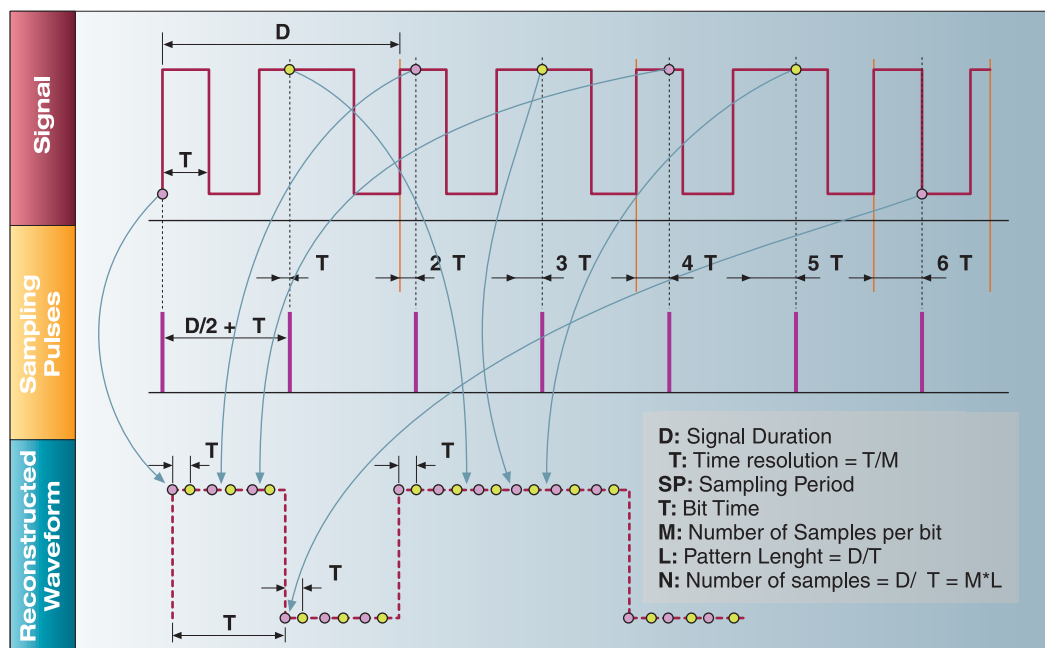 Signal
D
T
Sampling
Pulses
T
2 T
3 T
4 T
5 T
6 T
D/2 + T
Reconstructed
Waveform
T
T
T
T
D: Signal Duration
T: Time resolution = T/M
SP: Sampling Period
T: Bit Time
M: Number of Samples per bit
L: Pattern Lenght = D/T
N: Number of samples = D/ T = M*L